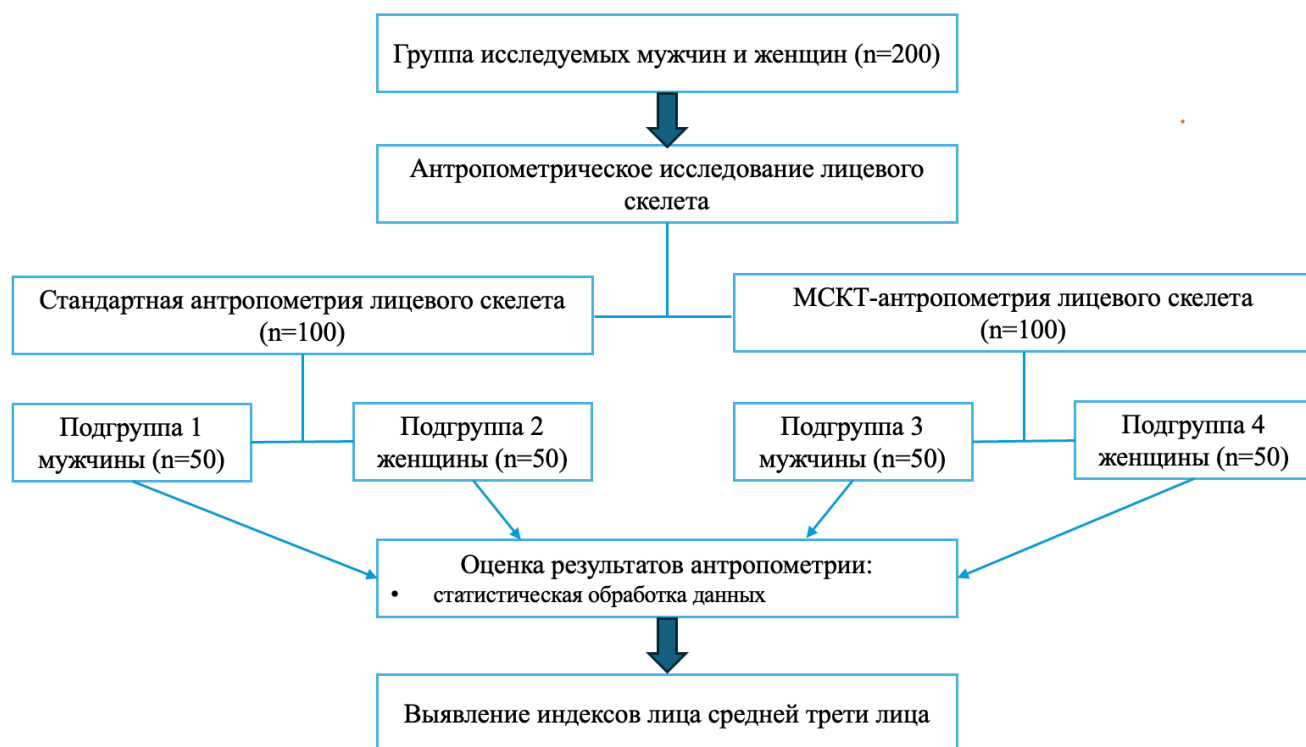 Группа исследуемых мужчин и женщин (n=200)
Антропометрическое исследование лицевого
скелета
Стандартная антропометрия лицевого скелета
(n=100)
МСКТ-антропометрия лицевого скелета
(n=100)
Подгруппа 1
мужчины (n=50)
Подгруппа 2
женщины (n=50)
Подгруппа 3
мужчины (n=50)
Подгруппа 4
женщины (n=50)
Оценка результатов антропометрии:
• статистическая обработка данных
Выявление индексов лица средней трети лица